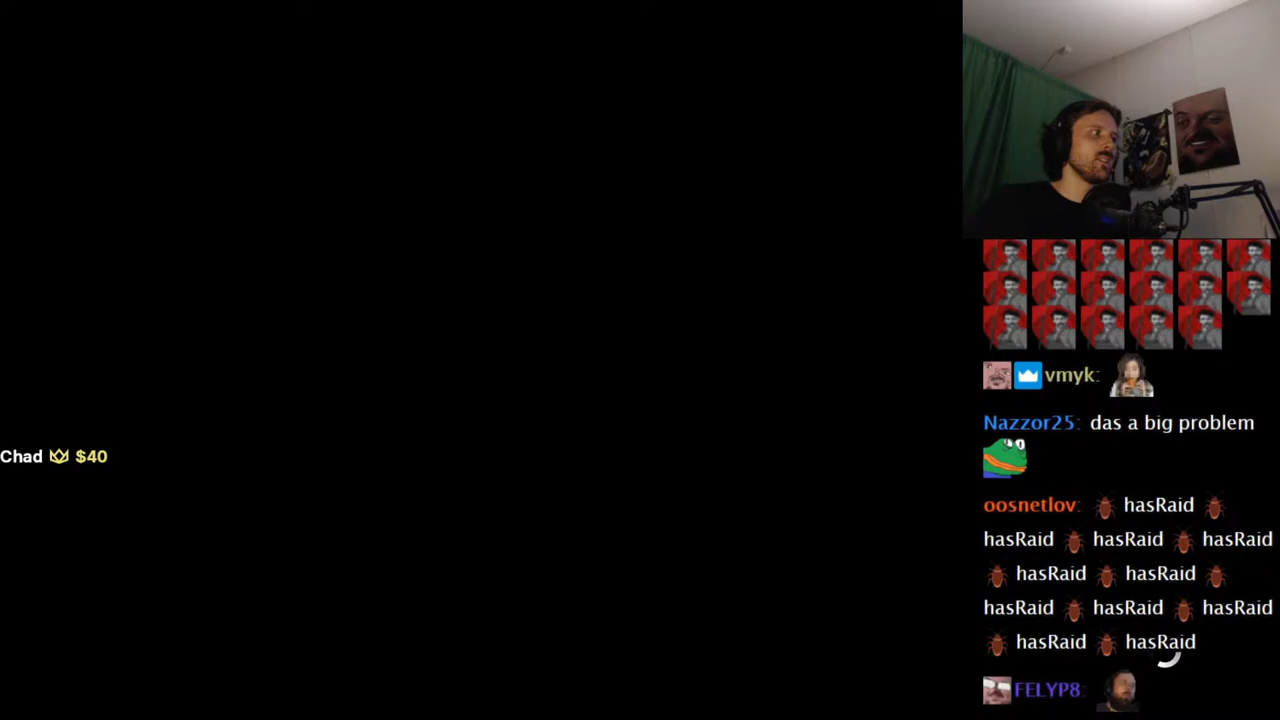 vmyk:
Nazzor25: das a big problem
Chad $40
oosnetlov: hasRaid
hasRaid hasRaid hasRaid
hasRaid hasRaid
hasRaid hasRaid hasRaid
hasRaid hasRaid
FELYP8: